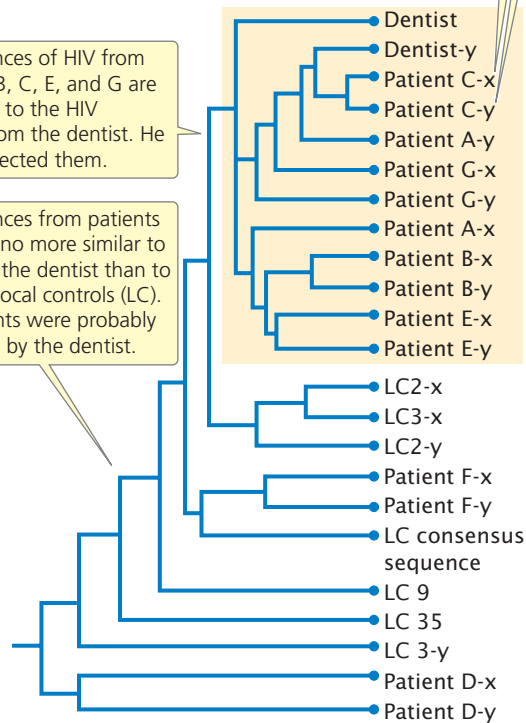 nces of HIV from
B, C, E, and G are
to the HIV
om the dentist. He
ected them.
nces from patients
no more similar to
the dentist than to
ocal controls (LC).
nts were probably
by the dentist.
Dentist
Dentist-y
Patient C-x
Patient C-y
Patient A-y
Patient G-x
Patient G-y
Patient A-x
Patient B-x
Patient B-y
Patient E-x
Patient E-y
LC2-x
LC3-x
LC2-y
Patient F-x
Patient F-y
LC consensus
sequence
LC 9
LC 35
LC 3-y
Patient D-x
Patient D-y